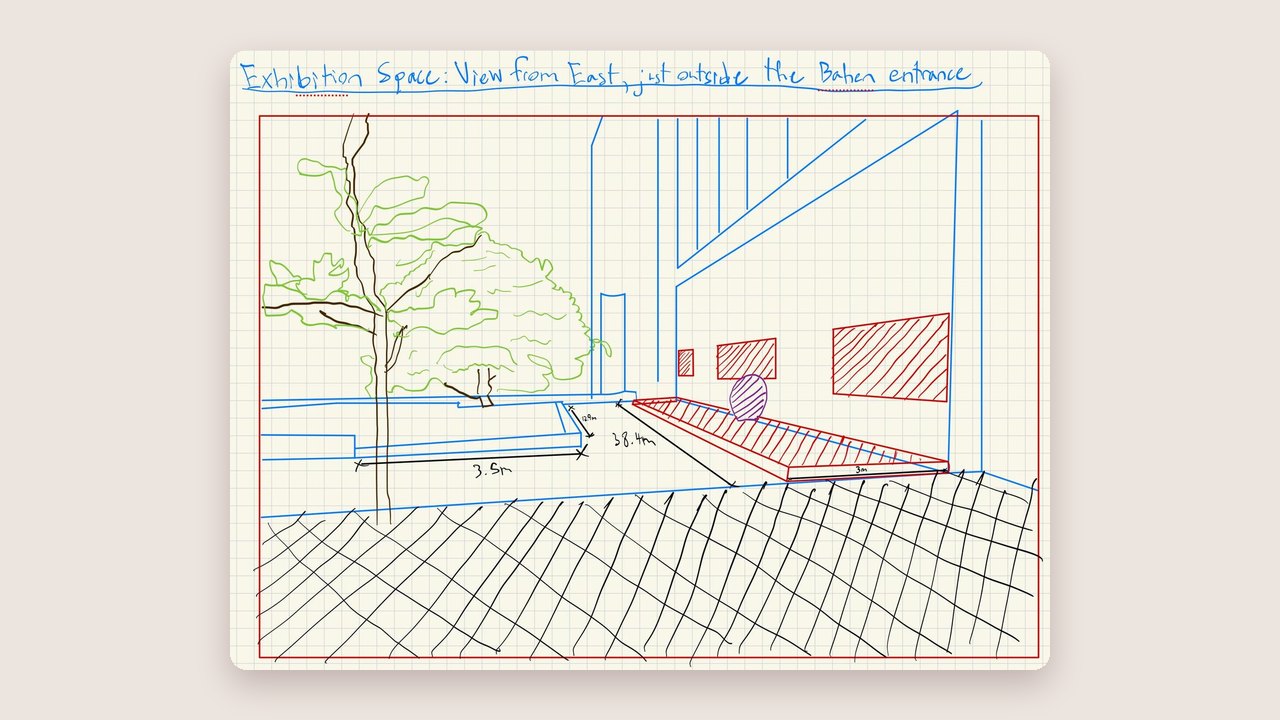 Exhibition Space: View from East, just outside the Bahen entrance
38.4m
3.5m
3m